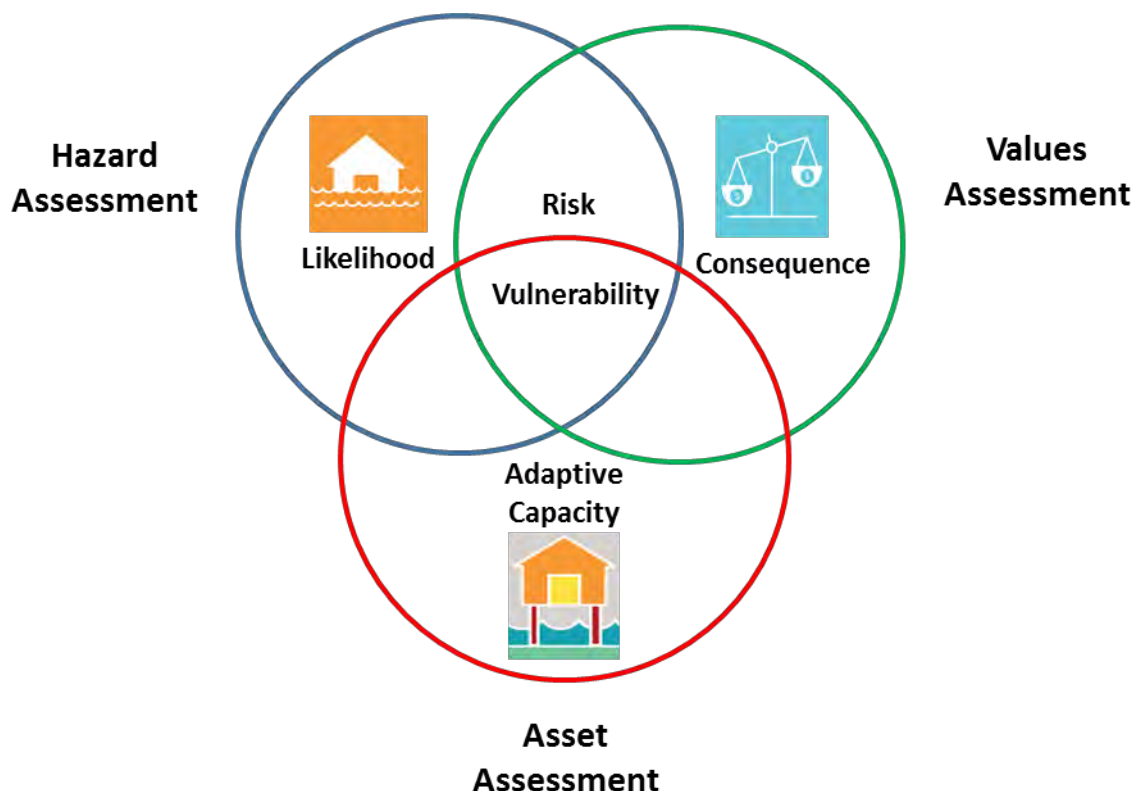 Hazard
Assessment
Values
Assessment
Risk
Likelihood
Consequence
Vulnerability
Adaptive
Capacity
Asset
Assessment